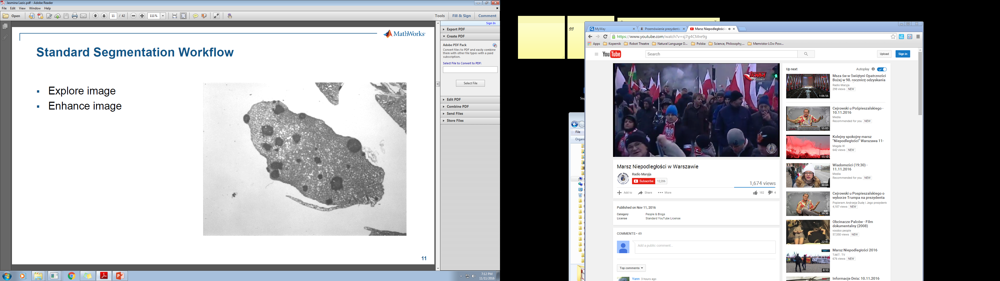 Jasmina Lazic.pdf - Adobe Reader
File Edit View Window Help
Open 11 / 42 111% Tools Fill & Sign Comment
Sign In
Export PDF
Create PDF
Adobe PDF Pack
Convert files to PDF and easily combine
them with other file types with a paid
subscription.
Select File to Convert to PDF:
Select File
Edit PDF
Combine PDF
Send Files
Store Files
MathWorks
Standard Segmentation Workflow
Explore image
Enhance image
11
7:12 PM
11/11/2016
gg
Sop
File
Organi
MyWay
Przemówienie prezydenta
Marsz Niepodległości w
https://www.youtube.com/watch?v=sj7g4CMre9g
Apps Kopernik Robot Theatre Natural Language O... Polska Science, Philosophy,... Memristor LOw Pow...
YouTube
Search
Upload Sign in
TRWAM
na żywo
Marsz Niepodległości w Warszawie
Radio Maryja
Subscribe 12,206
1,674 views
Add to Share More
182 4
Published on Nov 11, 2016
Category People & Blogs
License Standard YouTube License
COMMENTS • 49
Add a public comment...
Top comments
Yann 3 hours ago
Up next Autoplay
Msza św w Świątyni Opatrzności
Bożej w 98. rocznicę odzyskania
Radio Maryja
298 views NEW
1:06:56
Cejrowski u Pośpieszalskiego -
10.11.2016
Media
Recommended for you NEW
55:03
Kolejny spokojny marsz
"Niepodległości" Warszawa 11-
Magda W
642 views NEW
15:12
Wiadomości (19:30) -
11.11.2016
Media
Recommended for you NEW
30:04
Cejrowski u Pospieszalskiego o
wyborze Trumpa na prezydenta
Popieram Andrzeja Dudę i Jego prezydent
4,187 views NEW
39:38
Obcinacze Palców - Film
dokumentalny (2008)
voodoo people
57,550 views NEW
22:41
Marsz Niepodległości 2016
TAKT. TV
676 views NEW
8:13
Informacje Dnia: 10.11.2016